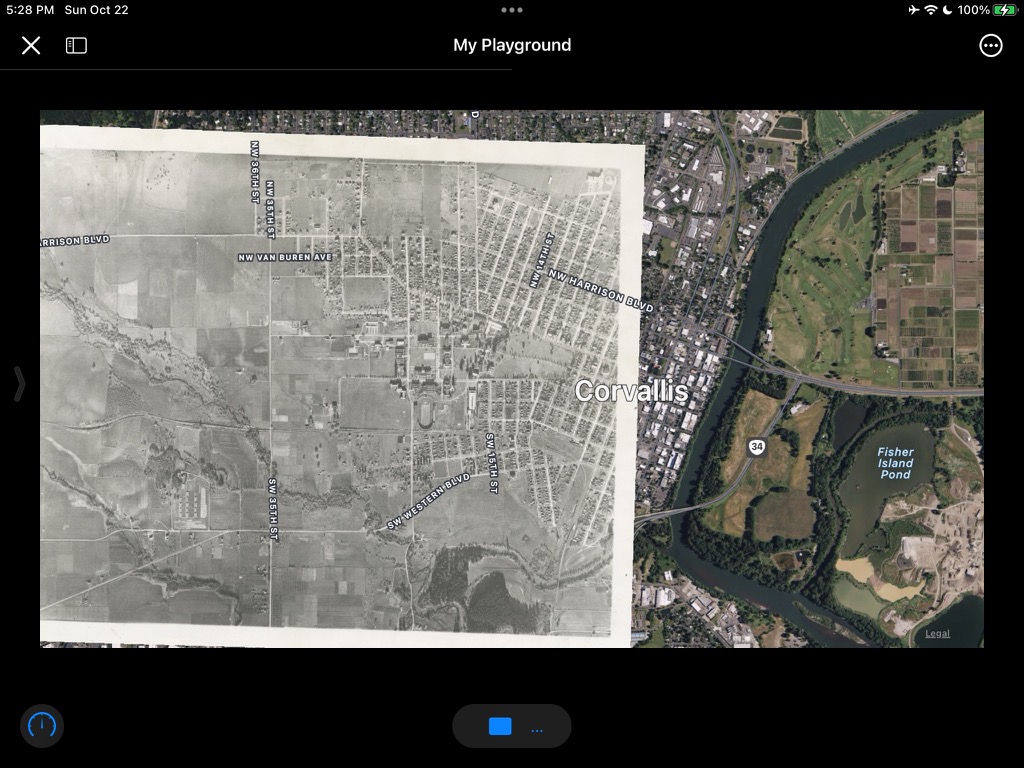 5:28 PM Sun Oct 22
100%
My Playground
NW 36TH ST
NW 35TH ST
ARRISON BLVD
NW VAN BUREN AVE
NW 14TH ST
NW HARRISON BLVD
Corvallis
34
Fisher
Island
Pond
SW 15TH ST
SW WESTERN BLVD
SW 35TH ST
Legal
...